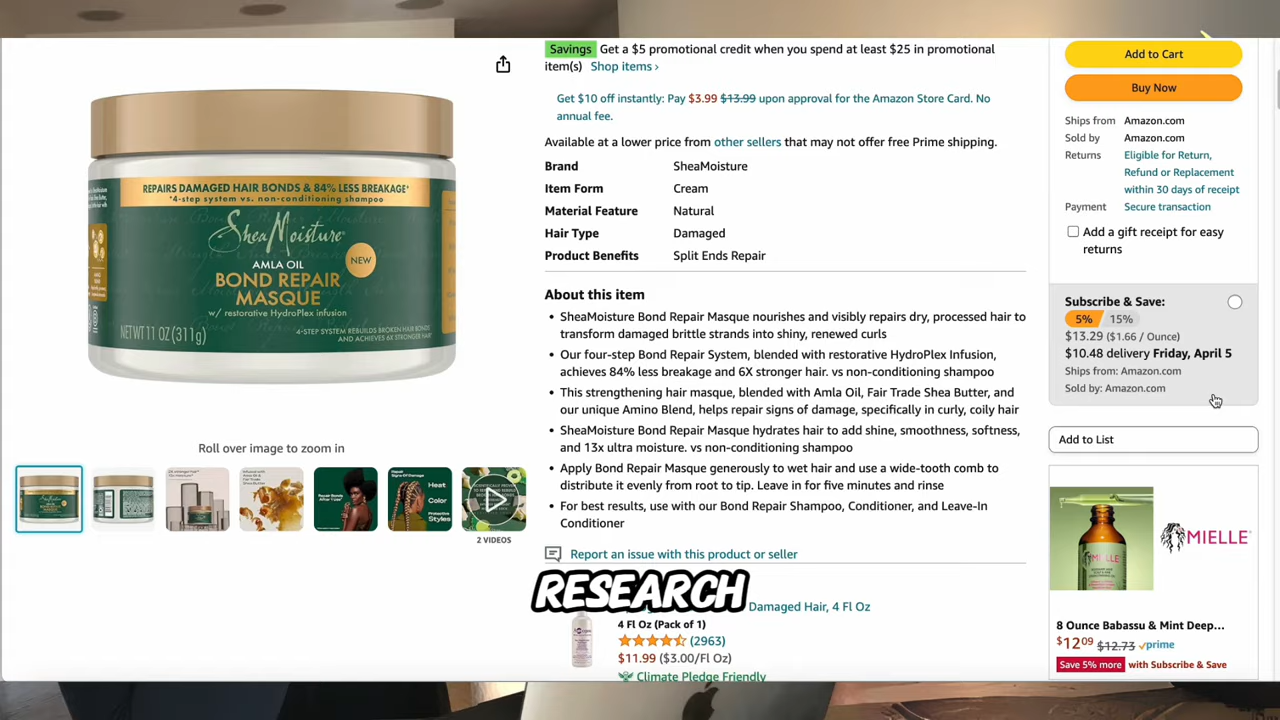 REPAIRS DAMAGED HAIR BONDS & 84% LESS BREAKAGE*
*4-step system vs. non-conditioning shampoo
SheaMoisture
AMLA OIL
NEW
BOND REPAIR
MASQUE
w/ restorative HydroPlex infusion
NET WT 11 OZ (311g)
4-STEP SYSTEM REBUILDS BROKEN HAIR BONDS
AND ACHIEVES 6X STRONGER HAIR
Roll over image to zoom in
Repair Bonds
After 1 Use
Heat
Color
Protective
Styles
2 VIDEOS
Savings Get a $5 promotional credit when you spend at least $25 in promotional
item(s) Shop items ›
Get $10 off instantly: Pay $3.99 $13.99 upon approval for the Amazon Store Card. No
annual fee.
Available at a lower price from other sellers that may not offer free Prime shipping.
Brand SheaMoisture
Item Form Cream
Material Feature Natural
Hair Type Damaged
Product Benefits Split Ends Repair
About this item
• SheaMoisture Bond Repair Masque nourishes and visibly repairs dry, processed hair to
transform damaged brittle strands into shiny, renewed curls
• Our four-step Bond Repair System, blended with restorative HydroPlex Infusion,
achieves 84% less breakage and 6X stronger hair. vs non-conditioning shampoo
• This strengthening hair masque, blended with Amla Oil, Fair Trade Shea Butter, and
our unique Amino Blend, helps repair signs of damage, specifically in curly, coily hair
• SheaMoisture Bond Repair Masque hydrates hair to add shine, smoothness, softness,
and 13x ultra moisture. vs non-conditioning shampoo
• Apply Bond Repair Masque generously to wet hair and use a wide-tooth comb to
distribute it evenly from root to tip. Leave in for five minutes and rinse
• For best results, use with our Bond Repair Shampoo, Conditioner, and Leave-In
Conditioner
Report an issue with this product or seller
RESEARCH
Damaged Hair, 4 Fl Oz
4 Fl Oz (Pack of 1)
(2963)
$11.99 ($3.00/Fl Oz)
Climate Pledge Friendly
Add to Cart
Buy Now
Ships from Amazon.com
Sold by Amazon.com
Returns Eligible for Return,
Refund or Replacement
within 30 days of receipt
Payment Secure transaction
Add a gift receipt for easy
returns
Subscribe & Save:
5% 15%
$13.29 ($1.66 / Ounce)
$10.48 delivery Friday, April 5
Ships from: Amazon.com
Sold by: Amazon.com
Add to List
MIELLE
8 Ounce Babassu & Mint Deep...
$12.09 $12.73 prime
Save 5% more with Subscribe & Save